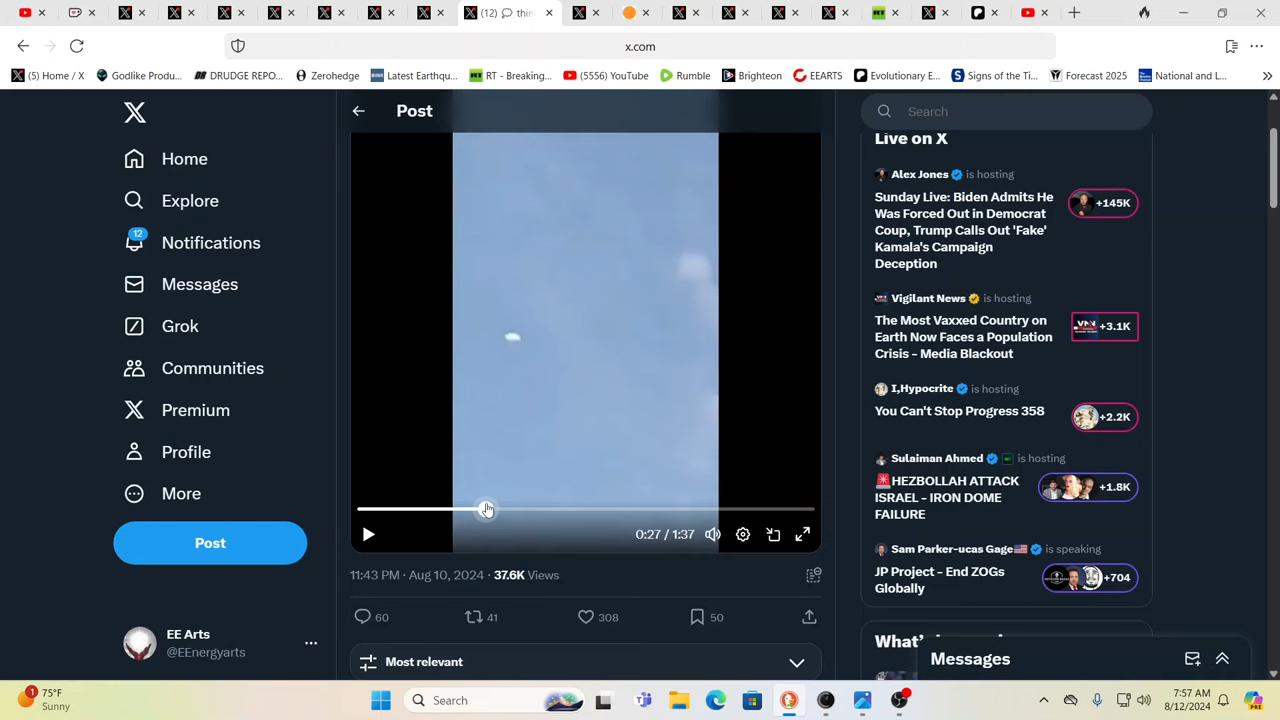 (12) 💬 thin
x.com
(5) Home / X
Godlike Produ...
DRUDGE REPO...
Zerohedge
Latest Earthqu...
RT - Breaking...
(5556) YouTube
Rumble
Brighteon
EEARTS
Evolutionary E...
Signs of the Ti...
Forecast 2025
National and L...
Home
Explore
12
Notifications
Messages
Grok
Communities
Premium
Profile
More
Post
EE Arts
@EEnergyarts
Post
0:27 / 1:37
11:43 PM · Aug 10, 2024 · 37.6K Views
60
41
308
50
Most relevant
Search
Live on X
Alex Jones is hosting
Sunday Live: Biden Admits He
Was Forced Out in Democrat
Coup, Trump Calls Out 'Fake'
Kamala's Campaign
Deception
+145K
Vigilant News is hosting
The Most Vaxxed Country on
Earth Now Faces a Population
Crisis – Media Blackout
+3.1K
I,Hypocrite is hosting
You Can't Stop Progress 358
+2.2K
Sulaiman Ahmed is hosting
🚨HEZBOLLAH ATTACK
ISRAEL - IRON DOME
FAILURE
+1.8K
Sam Parker-ucas Gage🇺🇸 is speaking
JP Project - End ZOGs
Globally
+704
Messages
1
75°F
Sunny
Search
7:57 AM
8/12/2024